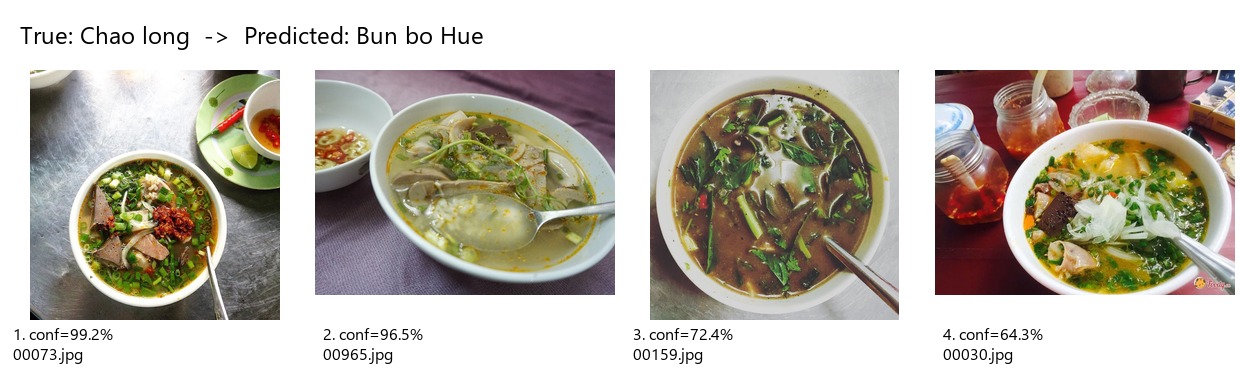 True: Chao long -> Predicted: Bun bo Hue
1. conf=99.2%
00073.jpg
2. conf=96.5%
00965.jpg
3. conf=72.4%
00159.jpg
4. conf=64.3%
00030.jpg